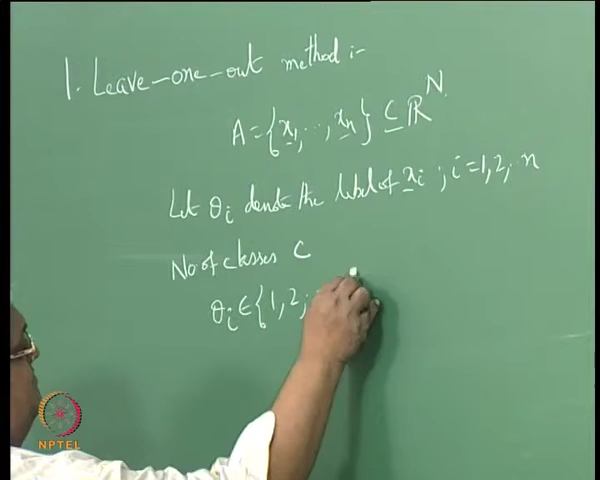 1. Leave-one-out method :-
A = {x1, ..., xn} ⊆ ℝ^N.
Let θi denote the label of xi ; i = 1, 2, .. n
No of classes C
θi ∈ {1, 2, .
NPTEL